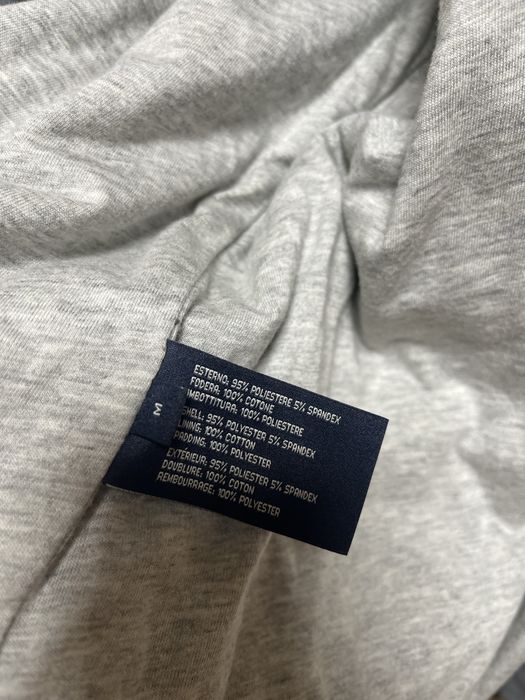 M
ESTERNO: 95% POLIESTERE 5% SPANDEX
FODERA: 100% COTONE
IMBOTTITURA: 100% POLIESTERE
SHELL: 95% POLYESTER 5% SPANDEX
LINING: 100% COTTON
PADDING: 100% POLYESTER
EXTÉRIEUR: 95% POLIESTER 5% SPANDEX
DOUBLURE: 100% COTON
REMBOURRAGE: 100% POLYESTER